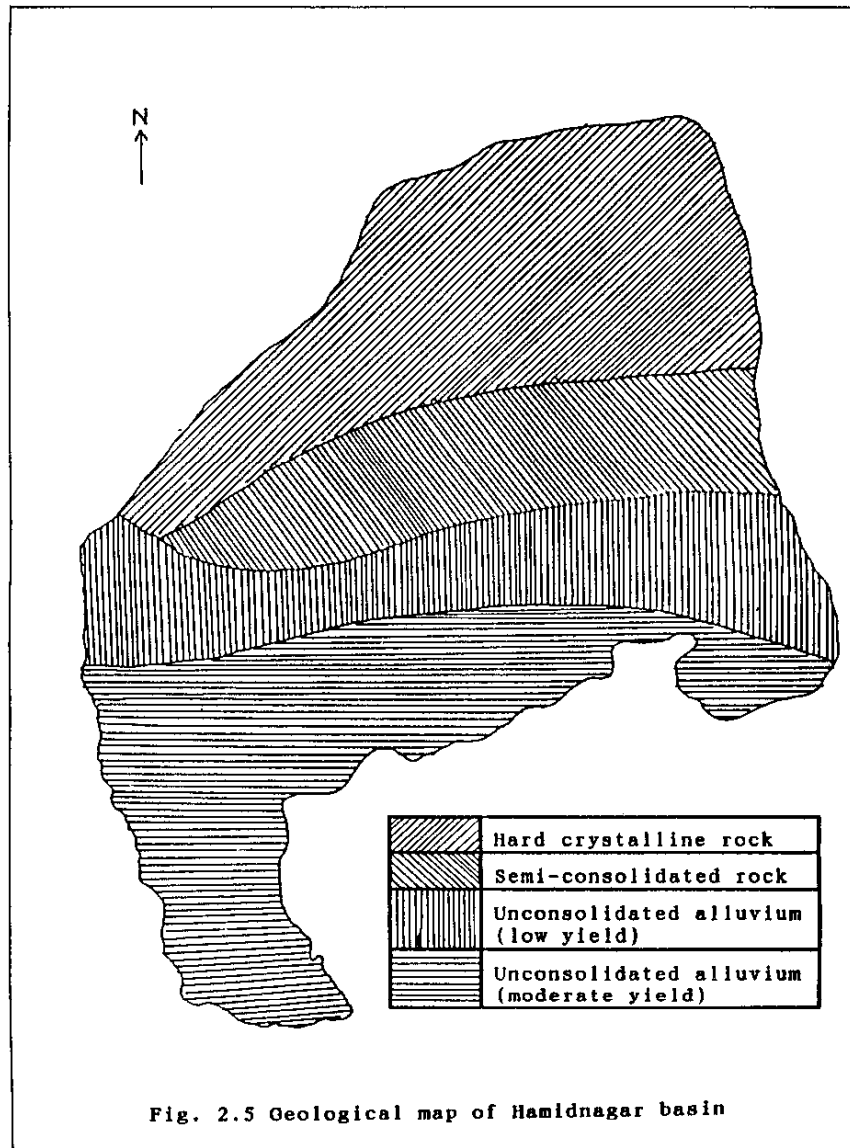 N
Hard crystalline rock
Semi-consolidated rock
Unconsolidated alluvium
(low yield)
Unconsolidated alluvium
(moderate yield)
Fig. 2.5 Geological map of Hamidnagar basin